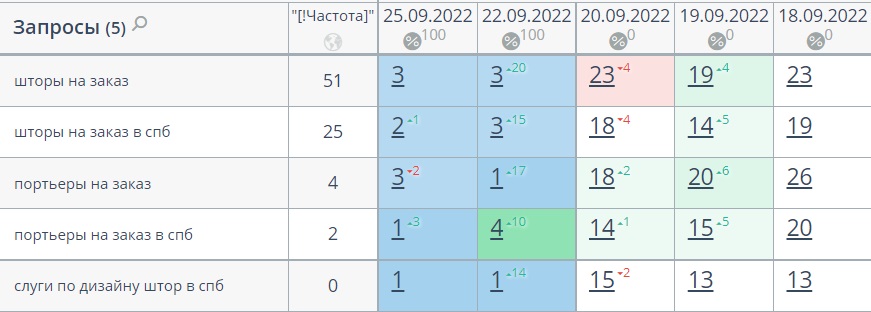 Запросы (5) "[!Частота]" 25.09.2022 22.09.2022 20.09.2022 19.09.2022 18.09.2022
% 100 % 100 % 0 % 0 % 0
шторы на заказ 51 3 3 20 23 4 19 4 23
шторы на заказ в спб 25 2 1 3 15 18 4 14 5 19
портьеры на заказ 4 3 2 1 17 18 2 20 6 26
портьеры на заказ в спб 2 1 3 4 10 14 1 15 5 20
слуги по дизайну штор в спб 0 1 1 14 15 2 13 13